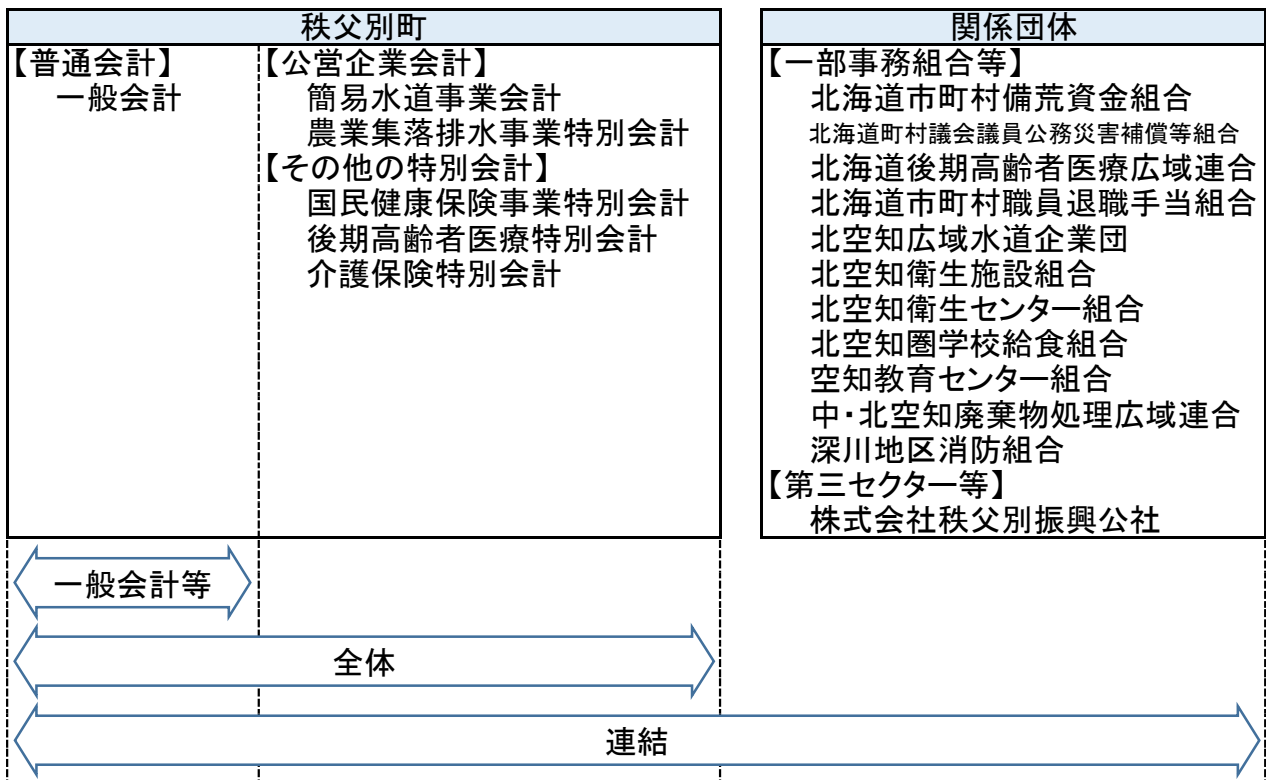 秩父別町
【普通会計】
一般会計
【公営企業会計】
簡易水道事業会計
農業集落排水事業特別会計
【その他の特別会計】
国民健康保険事業特別会計
後期高齢者医療特別会計
介護保険特別会計
関係団体
【一部事務組合等】
北海道市町村備荒資金組合
北海道町村議会議員公務災害補償等組合
北海道後期高齢者医療広域連合
北海道市町村職員退職手当組合
北空知広域水道企業団
北空知衛生施設組合
北空知衛生センター組合
北空知圏学校給食組合
空知教育センター組合
中・北空知廃棄物処理広域連合
深川地区消防組合
【第三セクター等】
株式会社秩父別振興公社
一般会計等
全体
連結